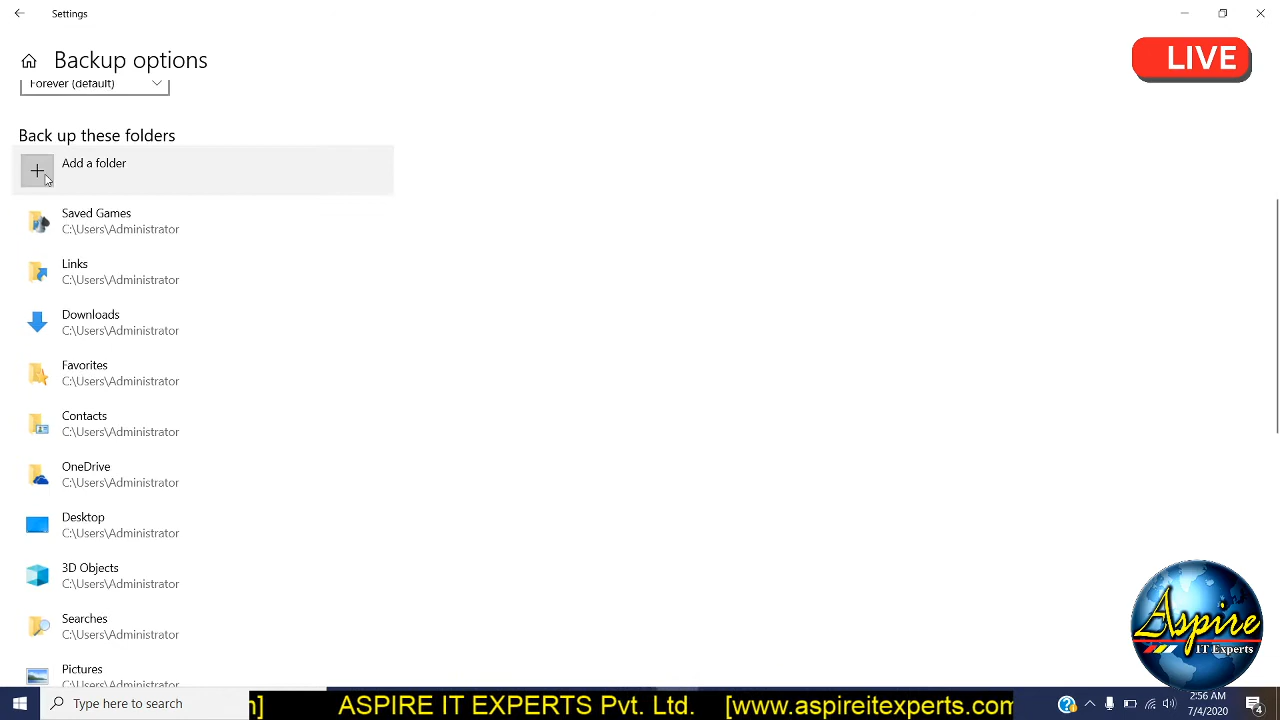 Settings
Backup options
LIVE
Forever (default)
Back up these folders
Add a folder
Saved Games
C:\Users\Administrator
Links
C:\Users\Administrator
Downloads
C:\Users\Administrator
Favorites
C:\Users\Administrator
Contacts
C:\Users\Administrator
OneDrive
C:\Users\Administrator
Desktop
C:\Users\Administrator
3D Objects
C:\Users\Administrator
Searches
C:\Users\Administrator
Pictures
C:\Users\Administrator
Aspire
IT Experts
Type here to search
] ASPIRE IT EXPERTS Pvt. Ltd. [www.aspireitexperts.com
2:56 AM
7/4/2020